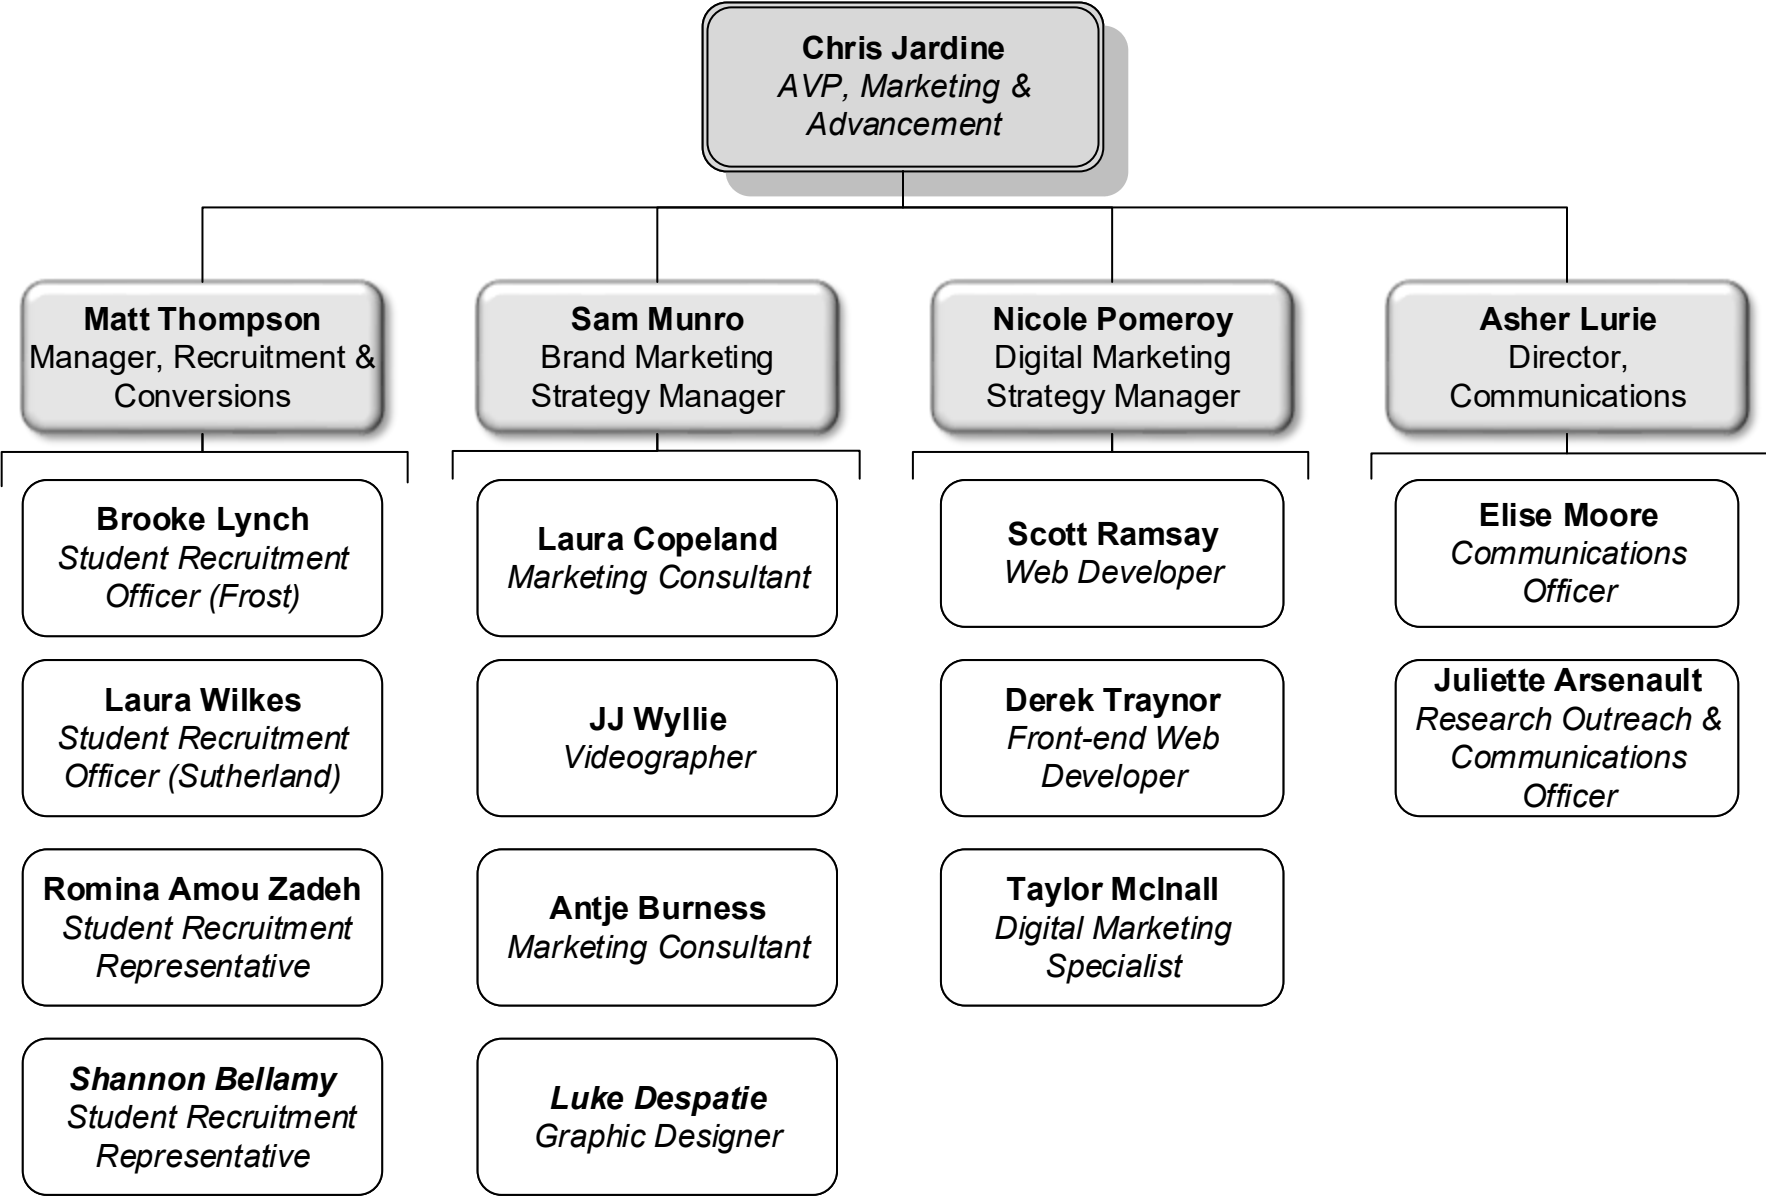 Chris Jardine
AVP, Marketing &
Advancement
Matt Thompson
Manager, Recruitment &
Conversions
Sam Munro
Brand Marketing
Strategy Manager
Nicole Pomeroy
Digital Marketing
Strategy Manager
Asher Lurie
Director,
Communications
Brooke Lynch
Student Recruitment
Officer (Frost)
Laura Wilkes
Student Recruitment
Officer (Sutherland)
Romina Amou Zadeh
Student Recruitment
Representative
Shannon Bellamy
Student Recruitment
Representative
Laura Copeland
Marketing Consultant
JJ Wyllie
Videographer
Antje Burness
Marketing Consultant
Luke Despatie
Graphic Designer
Scott Ramsay
Web Developer
Derek Traynor
Front-end Web
Developer
Taylor McInall
Digital Marketing
Specialist
Elise Moore
Communications
Officer
Juliette Arsenault
Research Outreach &
Communications
Officer